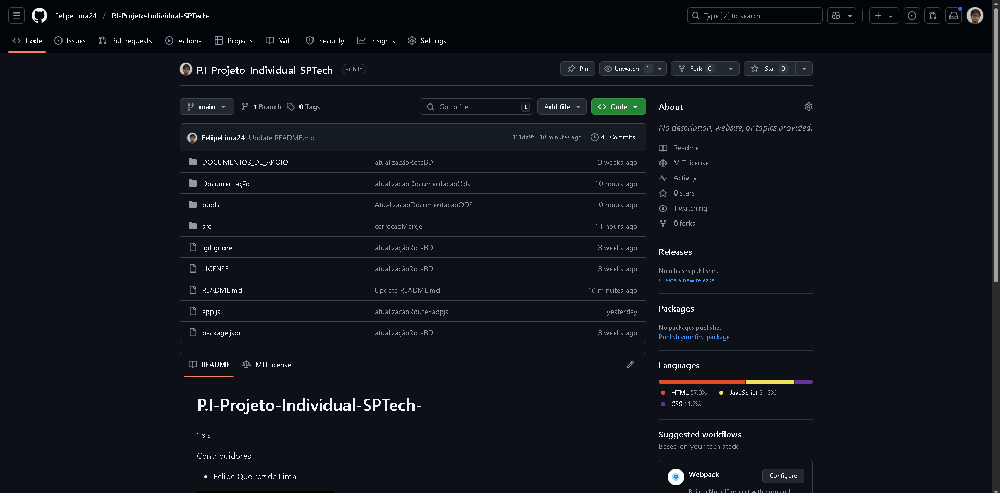 FelipeLima24 / P.I-Projeto-Individual-SPTech-
Type / to search
Code Issues Pull requests Actions Projects Wiki Security Insights Settings
P.I-Projeto-Individual-SPTech- Public
Pin Unwatch 1 Fork 0 Star 0
main 1 Branch 0 Tags Go to file t Add file Code
FelipeLima24 Update README.md 131da95 · 10 minutes ago 43 Commits
DOCUMENTOS_DE_APOIO atualizaçãoRotaBD 3 weeks ago
Documentação atualizacaoDocumentacaoOds 10 hours ago
public AtualizacaoDocumentacaoODS 10 hours ago
src correcaoMerge 11 hours ago
.gitignore atualizaçãoRotaBD 3 weeks ago
LICENSE atualizaçãoRotaBD 3 weeks ago
README.md Update README.md 10 minutes ago
app.js atualizacaoRouteEappjs yesterday
package.json atualizaçãoRotaBD 3 weeks ago
README MIT license
P.I-Projeto-Individual-SPTech-
1sis
Contribuidores:
• Felipe Queiroz de Lima
About
No description, website, or topics provided.
Readme
MIT license
Activity
0 stars
1 watching
0 forks
Releases
No releases published
Create a new release
Packages
No packages published
Publish your first package
Languages
HTML 57.0% JavaScript 31.3%
CSS 11.7%
Suggested workflows
Based on your tech stack
Webpack Configure
Build a NodeJS project with npm and